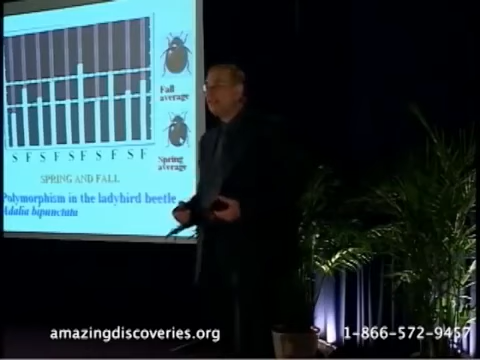 Fall
average
Spring
average
S F S F S F S F S F
SPRING AND FALL
Polymorphism in the ladybird beetle
Adalia bipunctata
amazingdiscoveries.org 1-866-572-9457